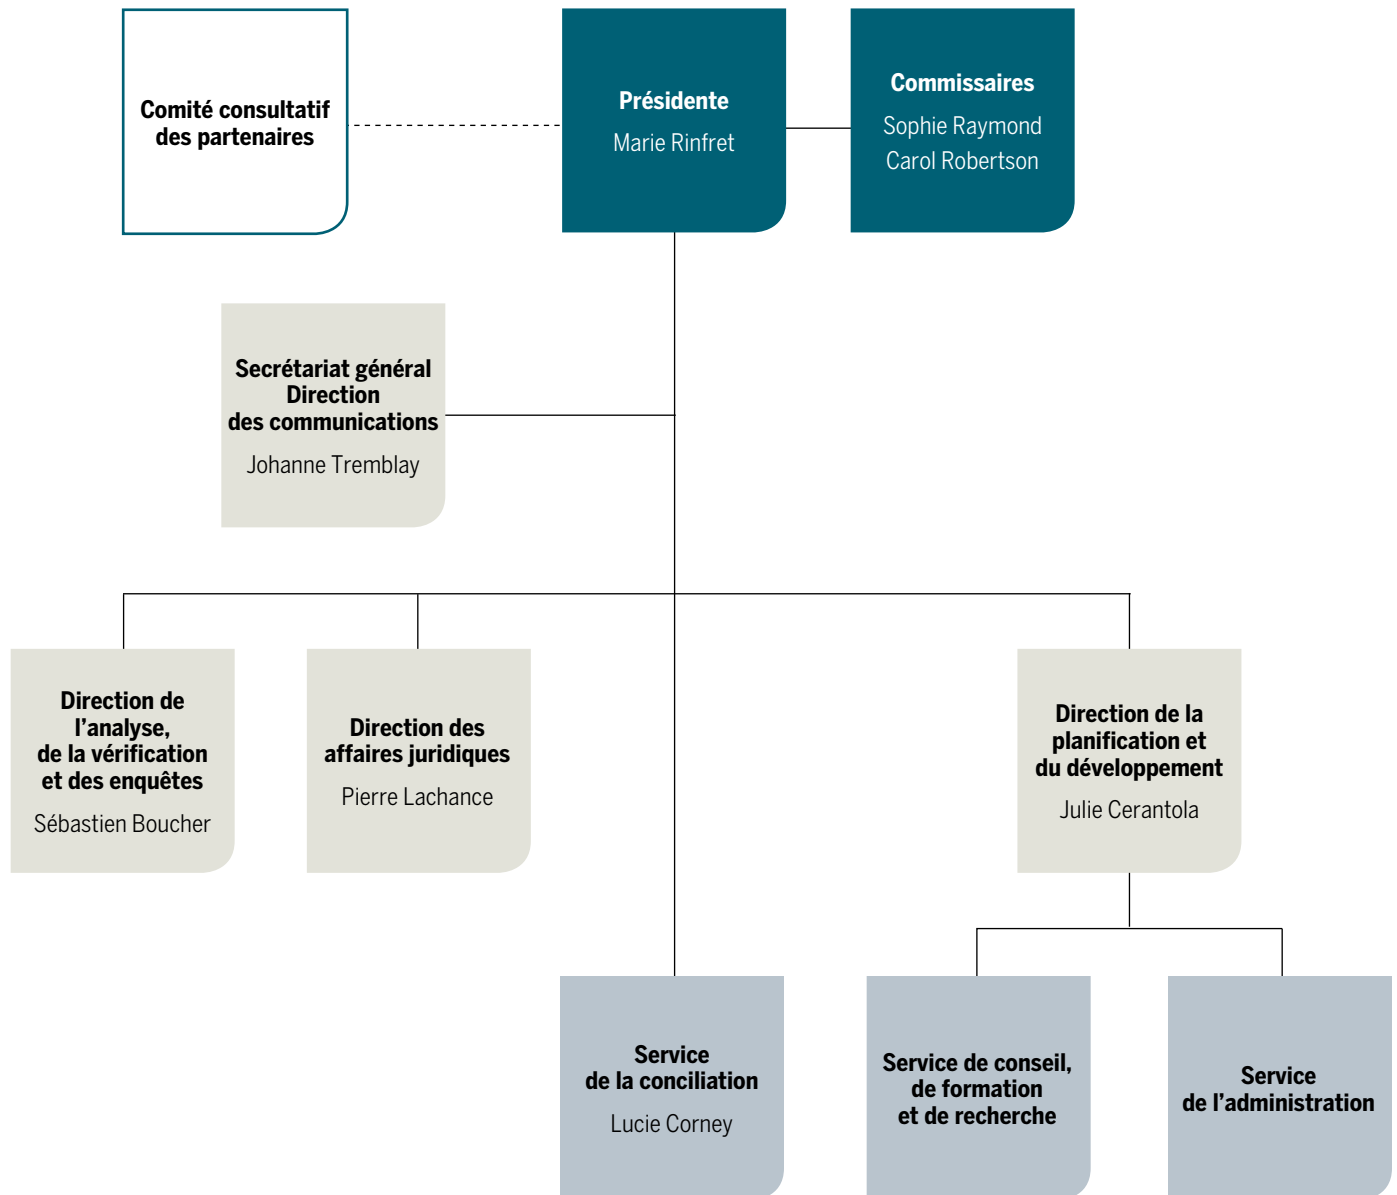 Comité consultatif
des partenaires
Présidente
Marie Rinfret
Commissaires
Sophie Raymond
Carol Robertson
Secrétariat général
Direction
des communications
Johanne Tremblay
Direction de
l’analyse,
de la vérification
et des enquêtes
Sébastien Boucher
Direction des
affaires juridiques
Pierre Lachance
Direction de la
planification et
du développement
Julie Cerantola
Service
de la conciliation
Lucie Corney
Service de conseil,
de formation
et de recherche
Service
de l’administration